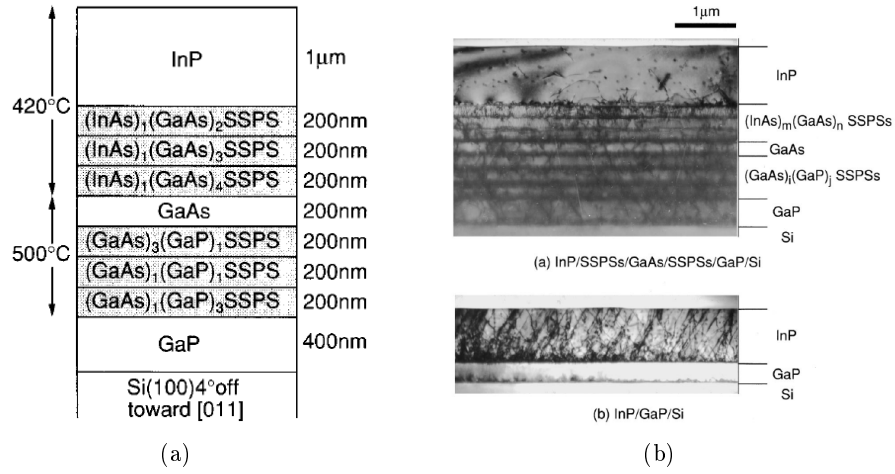 InP
1μm
420°C
(InAs)1(GaAs)2SSPS 200nm
(InAs)1(GaAs)3SSPS 200nm
(InAs)1(GaAs)4SSPS 200nm
GaAs 200nm
500°C
(GaAs)3(GaP)1SSPS 200nm
(GaAs)1(GaP)1SSPS 200nm
(GaAs)1(GaP)3SSPS 200nm
GaP 400nm
Si(100)4°off
toward [011]
(a)
1μm
InP
(InAs)m(GaAs)n SSPSs
GaAs
(GaAs)i(GaP)j SSPSs
GaP
Si
(a) InP/SSPSs/GaAs/SSPSs/GaP/Si
InP
GaP
Si
(b) InP/GaP/Si
(b)